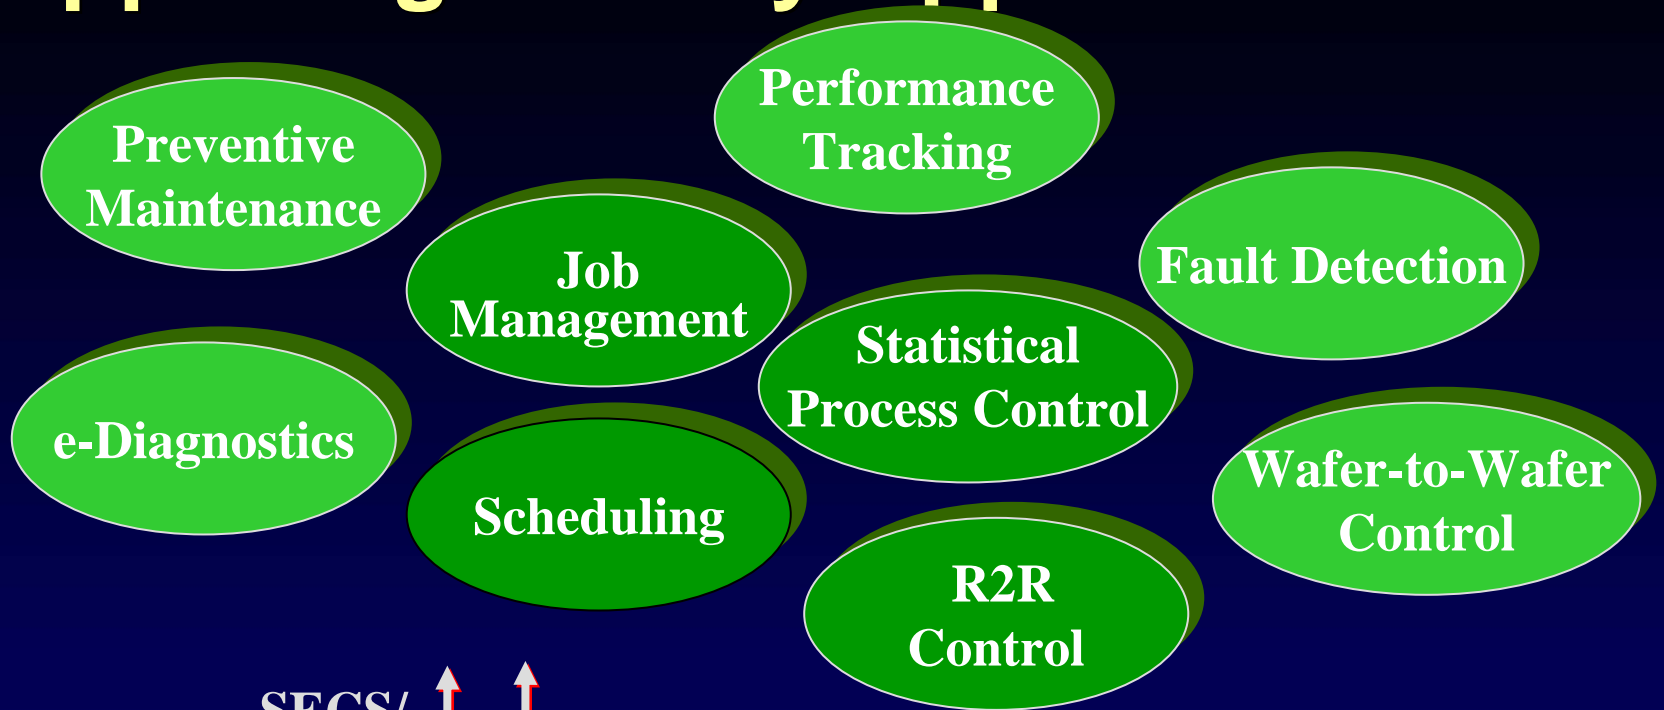 Performance
Tracking
Preventive
Maintenance
Fault Detection
Job
Management
Statistical
Process Control
e-Diagnostics
Wafer-to-Wafer
Control
Scheduling
R2R
Control
SECS/